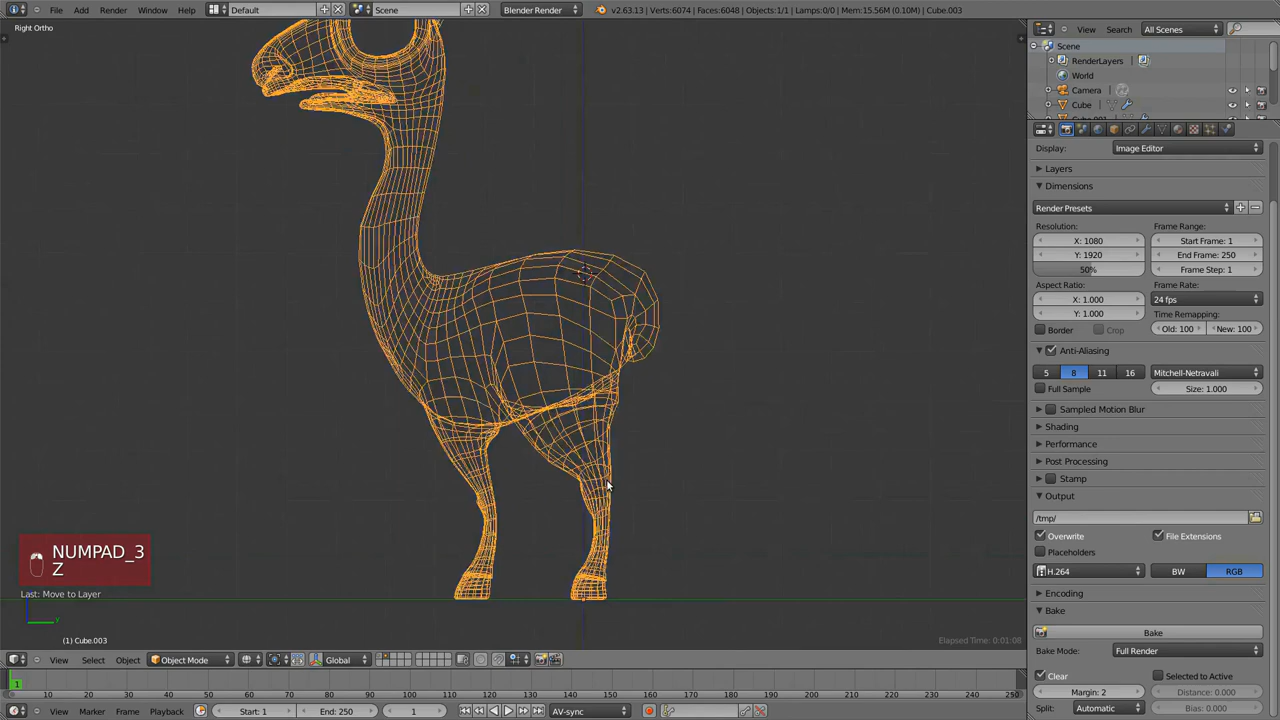 File Add Render Window Help Default Scene Blender Render v2.63.13 | Verts:6074 | Faces:6048 | Objects:1/1 | Lamps:0/0 | Mem:15.56M (0.10M) | Cube.003
View Search All Scenes
Right Ortho
Scene
RenderLayers
World
Camera
Cube
Display: Image Editor
Layers
Dimensions
Render Presets
Resolution: Frame Range:
X: 1080 Start Frame: 1
Y: 1920 End Frame: 250
50% Frame Step: 1
Aspect Ratio: Frame Rate:
X: 1.000 24 fps
Y: 1.000 Time Remapping:
Border Crop Old: 100 New: 100
Anti-Aliasing
5 8 11 16 Mitchell-Netravali
Full Sample Size: 1.000
Sampled Motion Blur
Shading
Performance
Post Processing
Stamp
Output
/tmp/
Overwrite File Extensions
Placeholders
H.264 BW RGB
Encoding
Bake
Bake
Bake Mode: Full Render
Clear Selected to Active
Margin: 2 Distance: 0.000
Split: Automatic Bias: 0.000
NUMPAD_3
Z
Last: Move to Layer
z
y
(1) Cube.003
Elapsed Time: 0:01:08
View Select Object Object Mode Global
0 10 20 30 40 50 60 70 80 90 100 110 120 130 140 150 160 170 180 190 200 210 220 230 240 250
1
View Marker Frame Playback Start: 1 End: 250 1 AV-sync